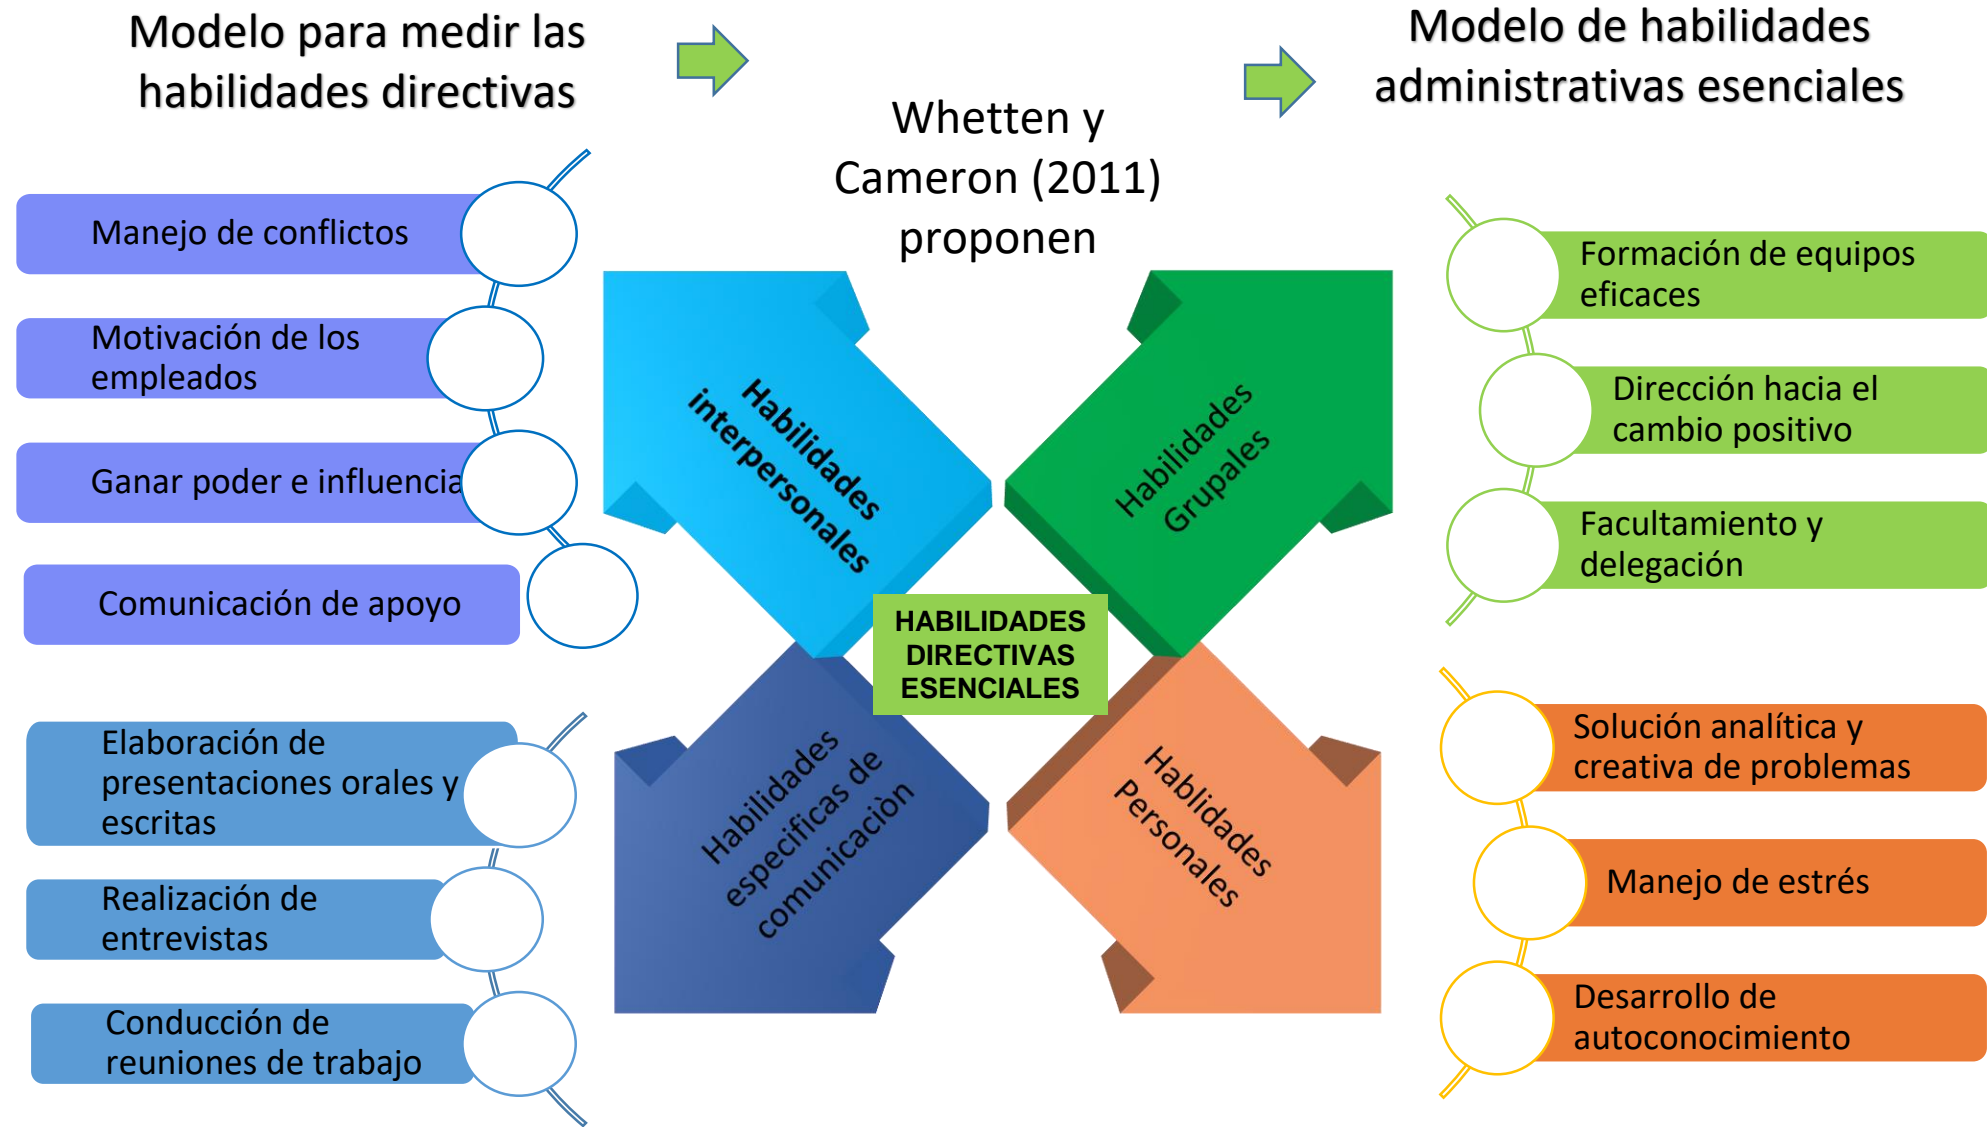 Modelo para medir las
habilidades directivas
Whetten y
Cameron (2011)
proponen
Modelo de habilidades
administrativas esenciales
Manejo de conflictos
Motivación de los
empleados
Ganar poder e influencia
Comunicación de apoyo
Elaboración de
presentaciones orales y
escritas
Realización de
entrevistas
Conducción de
reuniones de trabajo
Habilidades
interpersonales
Habilidades
Grupales
HABILIDADES
DIRECTIVAS
ESENCIALES
Habilidades
especificas de
comunicaciòn
Hablidades
Personales
Formación de equipos
eficaces
Dirección hacia el
cambio positivo
Facultamiento y
delegación
Solución analítica y
creativa de problemas
Manejo de estrés
Desarrollo de
autoconocimiento